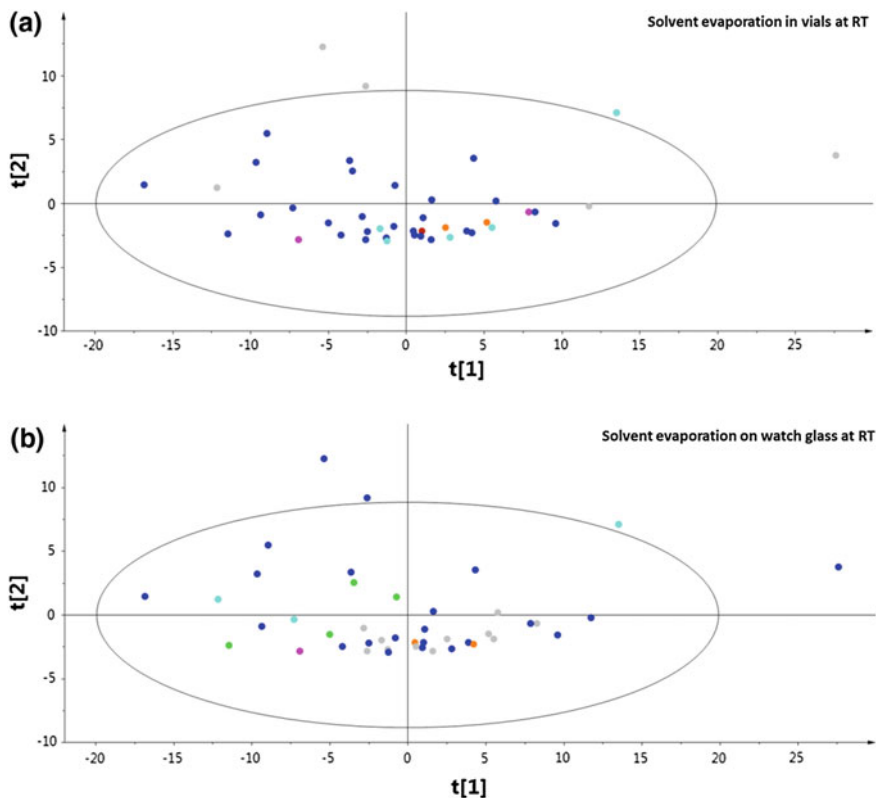 (a)
Solvent evaporation in vials at RT
10
5
0
-5
-10
t[2]
-20 -15 -10 -5 0 5 10 15 20 25
t[1]
(b)
Solvent evaporation on watch glass at RT
10
5
0
-5
-10
t[2]
-20 -15 -10 -5 0 5 10 15 20 25
t[1]